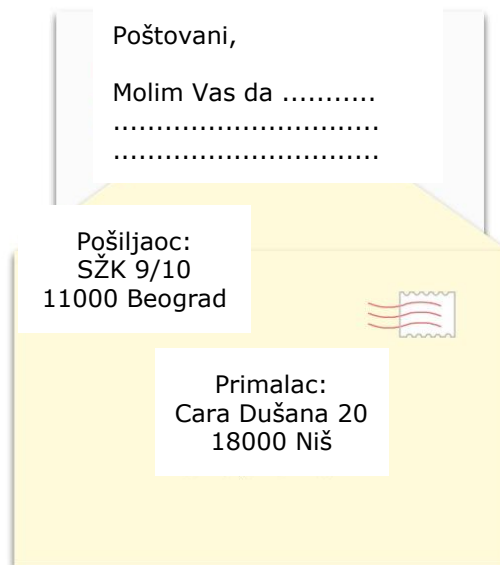 Poštovani,
Molim Vas da ...........
...............................
...............................
Pošiljaoc:
SŽK 9/10
11000 Beograd
Primalac:
Cara Dušana 20
18000 Niš